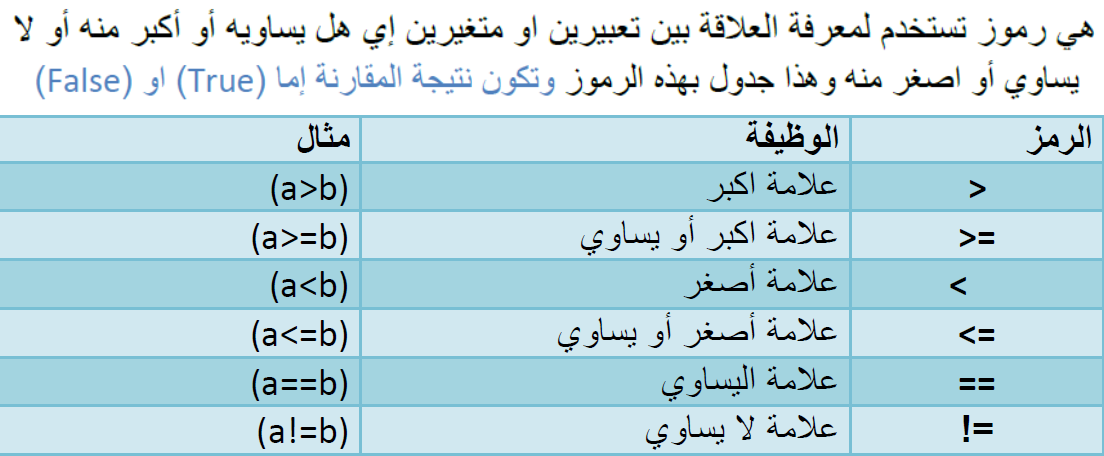 هي رموز تستخدم لمعرفة العلاقة بين تعبيرين او متغيرين إي هل يساويه أو أكبر منه أو لا
يساوي أو اصغر منه وهذا جدول بهذه الرموز وتكون نتيجة المقارنة إما (True) او (False)
الرمز الوظيفة مثال
> علامة اكبر (a>b)
>= علامة اكبر أو يساوي (a>=b)
< علامة أصغر (a<b)
<= علامة أصغر أو يساوي (a<=b)
== علامة اليساوي (a==b)
!= علامة لا يساوي (a!=b)